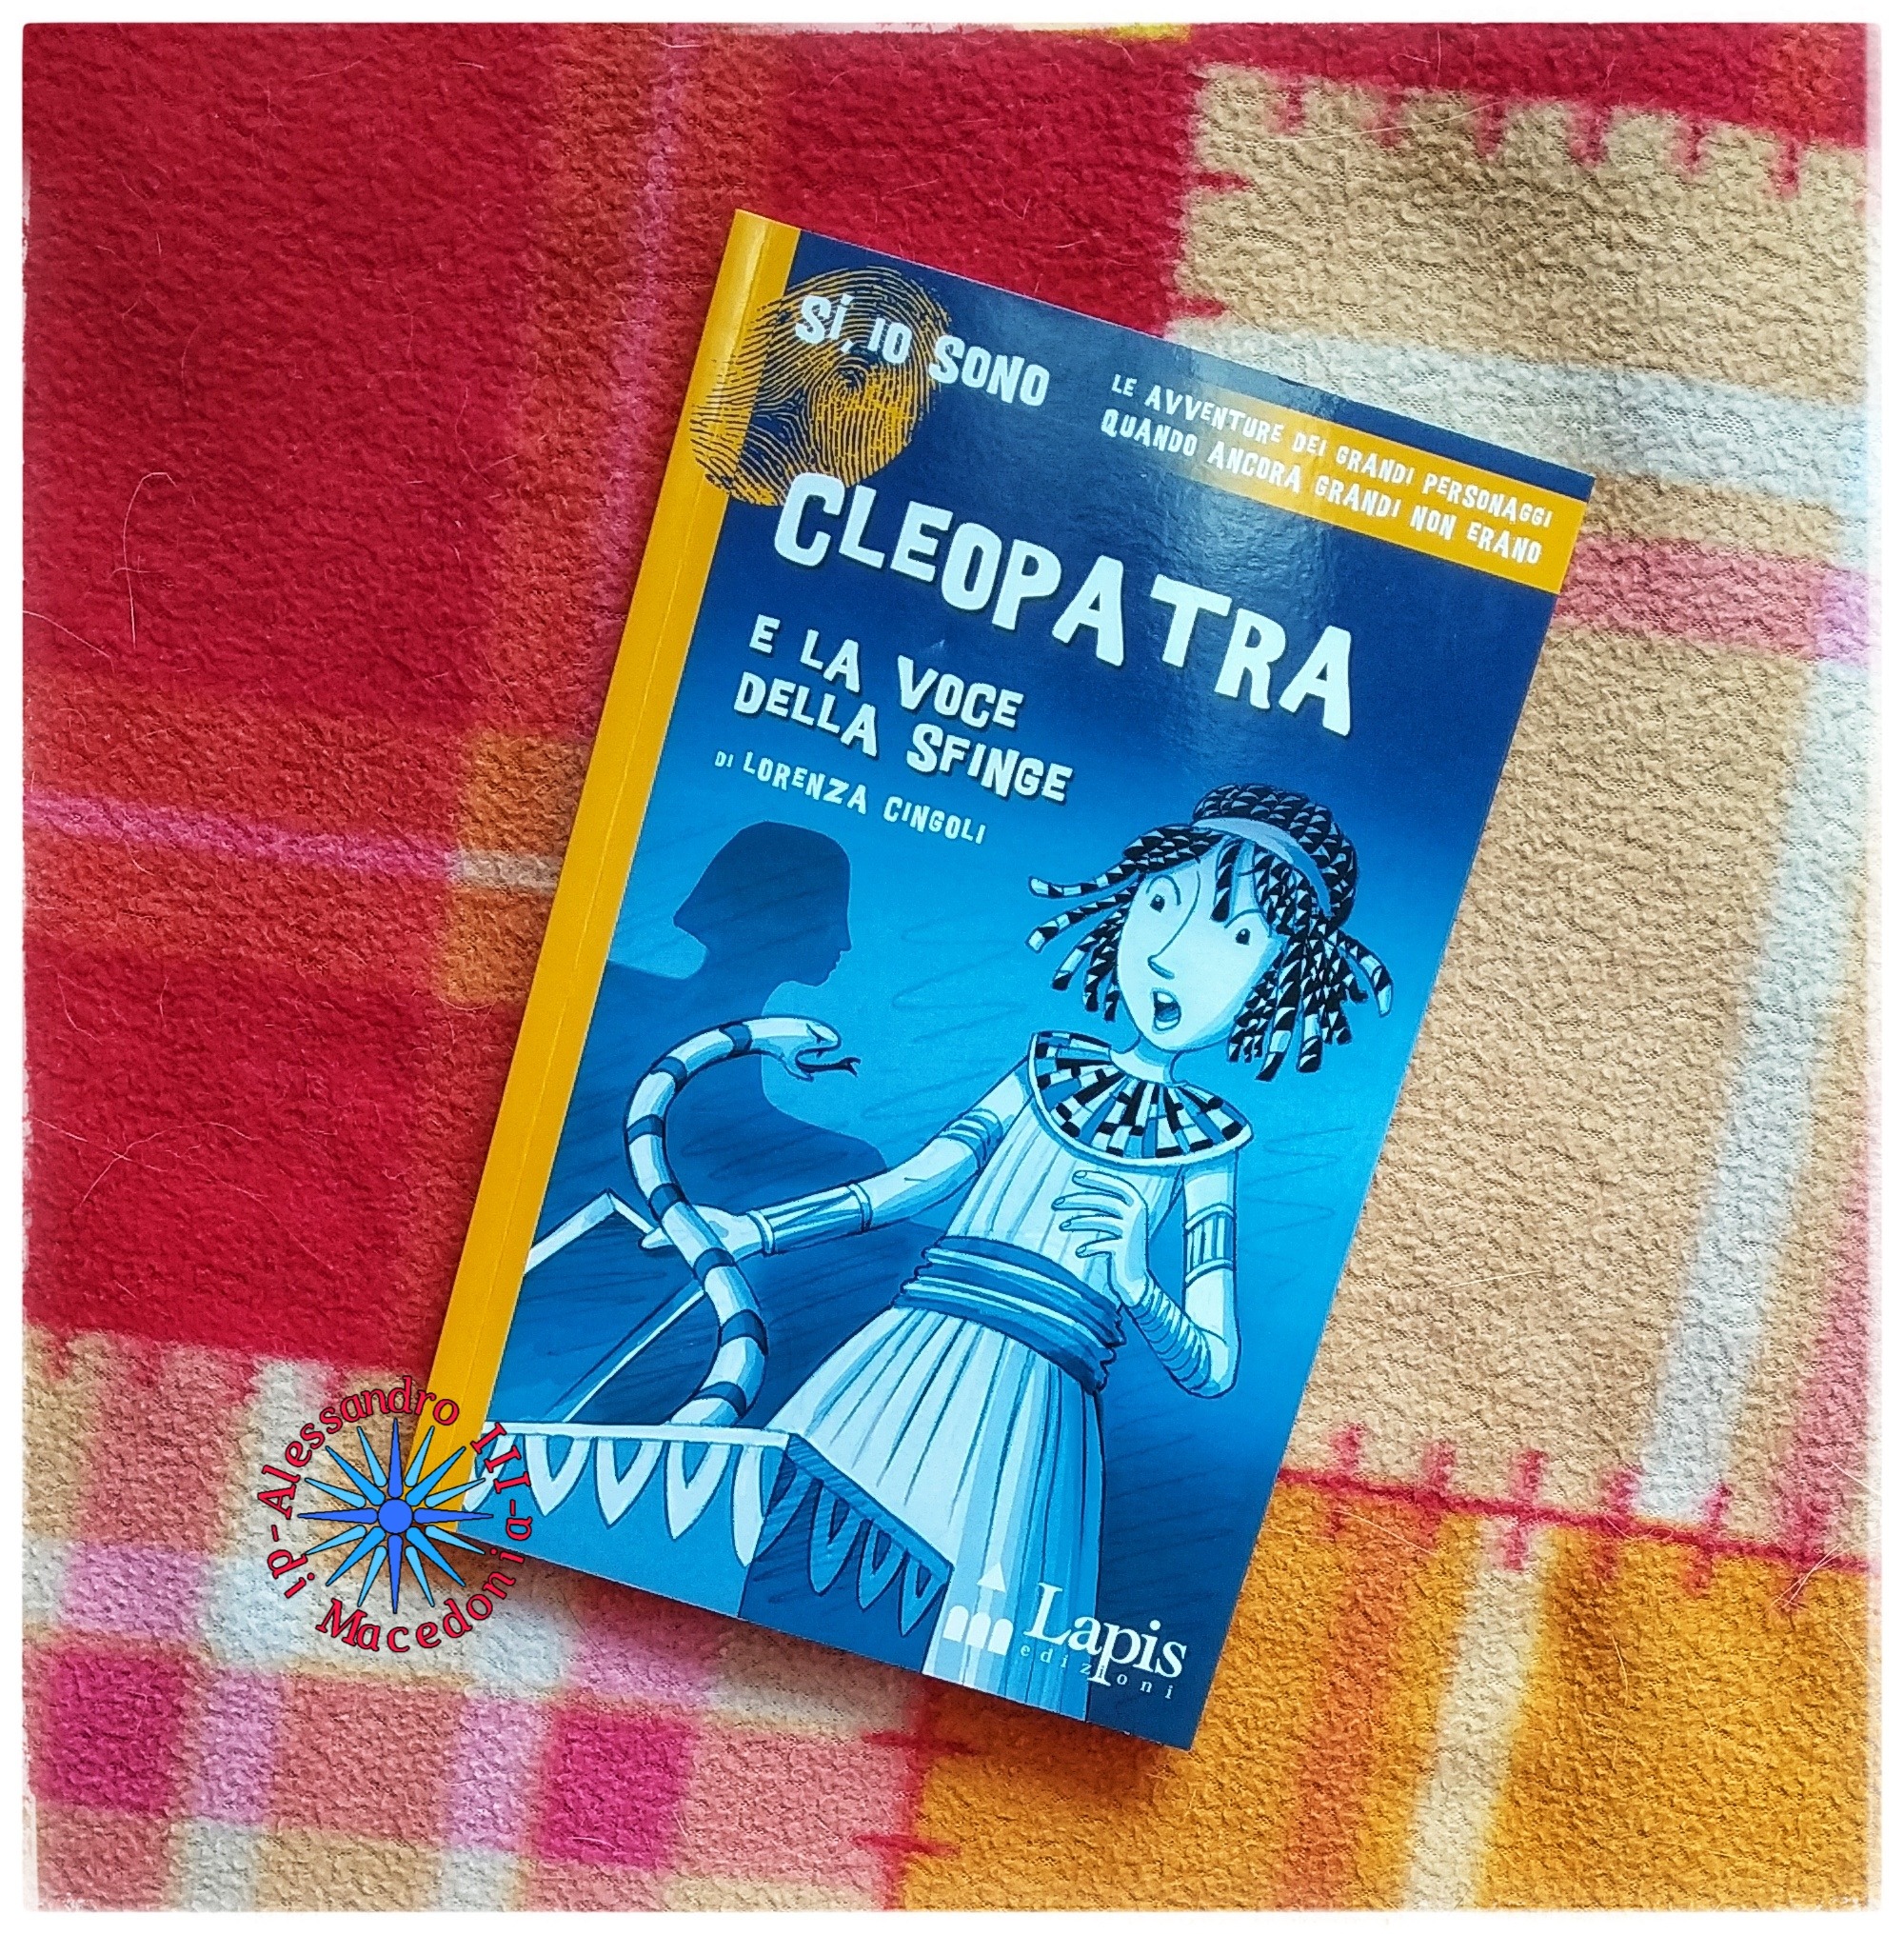 Sì, IO SONO
LE AVVENTURE DEI GRANDI PERSONAGGI
QUANDO ANCORA GRANDI NON ERANO
CLEOPATRA
E LA VOCE
DELLA SFINGE
DI LORENZA CINGOLI
Lapis
edizioni
-Alessandro III-
di
Macedonia